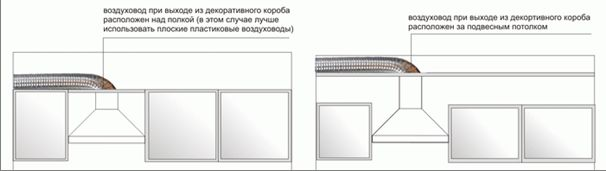 воздуховод при выходе из декоративного короба
расположен над полкой (в этом случае лучше
использовать плоские пластиковые воздуховоды)
воздуховод при выходе из декортивного короба
расположен за подвесным потолком